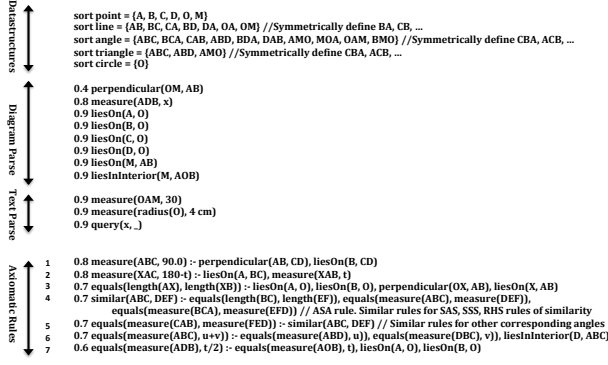 Datastructures
sort point = {A, B, C, D, O, M}
sort line = {AB, BC, CA, BD, DA, OA, OM} //Symmetrically define BA, CB, ...
sort angle = {ABC, BCA, CAB, ABD, BDA, DAB, AMO, MOA, OAM, BMO} //Symmetrically define CBA, ACB, ...
sort triangle = {ABC, ABD, AMO} //Symmetrically define CBA, ACB, ...
sort circle = {O}
Diagram Parse
0.4 perpendicular(OM, AB)
0.8 measure(ADB, x)
0.9 liesOn(A, O)
0.9 liesOn(B, O)
0.9 liesOn(C, O)
0.9 liesOn(D, O)
0.9 liesOn(M, AB)
0.9 liesInInterior(M, AOB)
Text Parse
0.9 measure(OAM, 30)
0.9 measure(radius(O), 4 cm)
0.9 query(x, _)
Axiomatic Rules
1 0.8 measure(ABC, 90.0) :- perpendicular(AB, CD), liesOn(B, CD)
2 0.8 measure(XAC, 180-t) :- liesOn(A, BC), measure(XAB, t)
3 0.7 equals(length(AX), length(XB)) :- liesOn(A, O), liesOn(B, O), perpendicular(OX, AB), liesOn(X, AB)
4 0.7 similar(ABC, DEF) :- equals(length(BC), length(EF)), equals(measure(ABC), measure(DEF)),
equals(measure(BCA), measure(EFD)) // ASA rule. Similar rules for SAS, SSS, RHS rules of similarity
5 0.7 equals(measure(CAB), measure(FED)) :- similar(ABC, DEF) // Similar rules for other corresponding angles
6 0.7 equals(measure(ABC), u+v)) :- equals(measure(ABD), u)), equals(measure(DBC), v)), liesInInterior(D, ABC)
7 0.6 equals(measure(ADB), t/2) :- equals(measure(AOB), t), liesOn(A, O), liesOn(B, O)